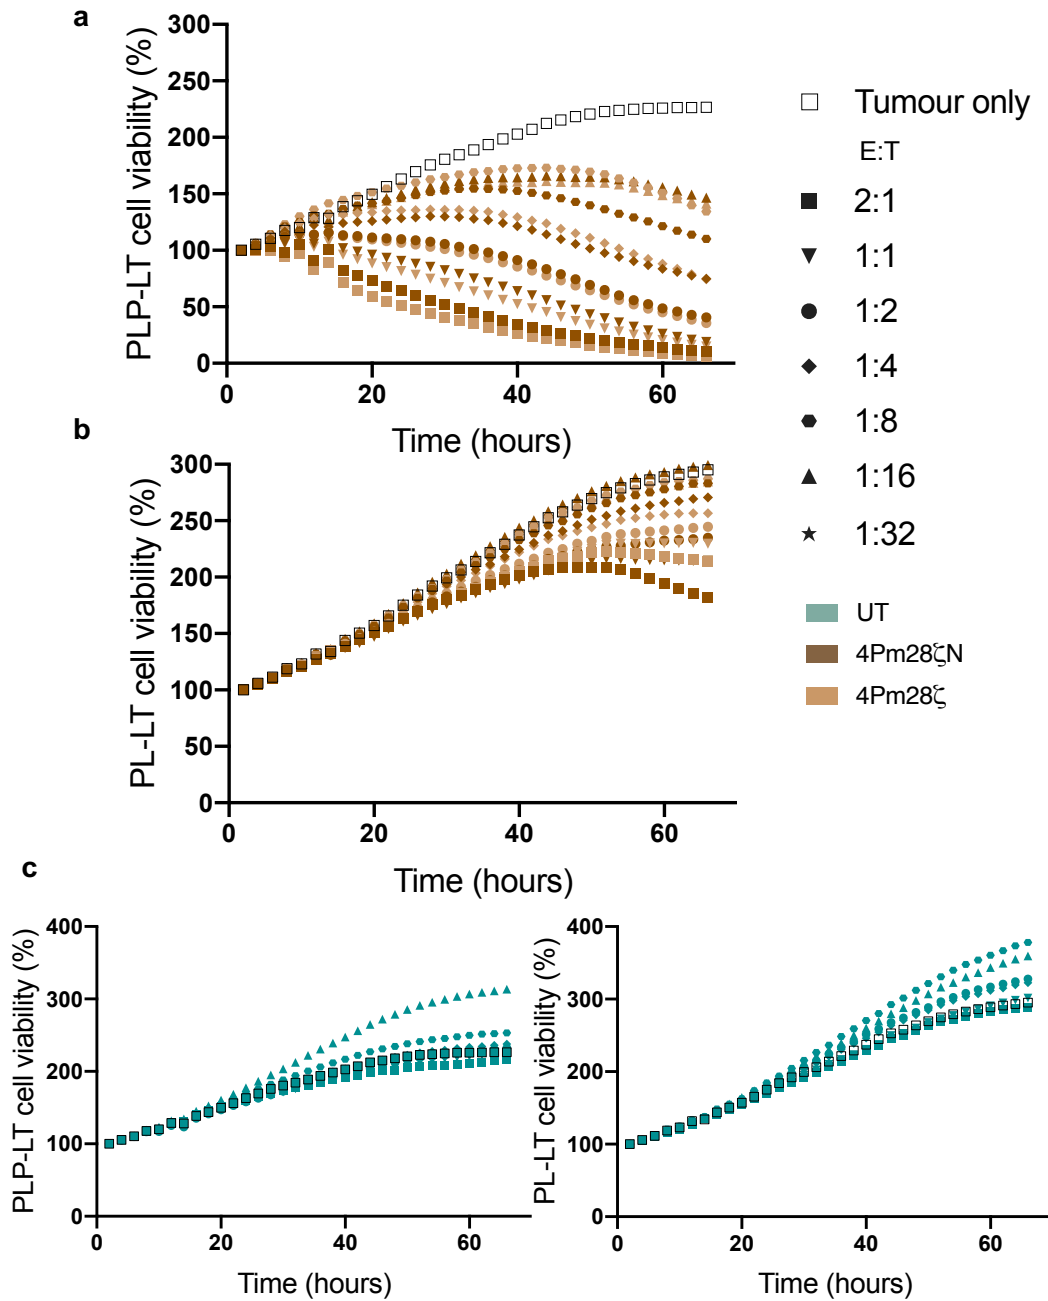 a
PLP-LT cell viability (%)
300
250
200
150
100
50
0
0 20 40 60
Time (hours)
Tumour only
E:T
2:1
1:1
1:2
1:4
1:8
1:16
1:32
UT
4Pm28ζN
4Pm28ζ
b
PL-LT cell viability (%)
300
250
200
150
100
50
0
0 20 40 60
Time (hours)
c
PLP-LT cell viability (%)
400
300
200
100
0
0 20 40 60
Time (hours)
PL-LT cell viability (%)
400
300
200
100
0
0 20 40 60
Time (hours)